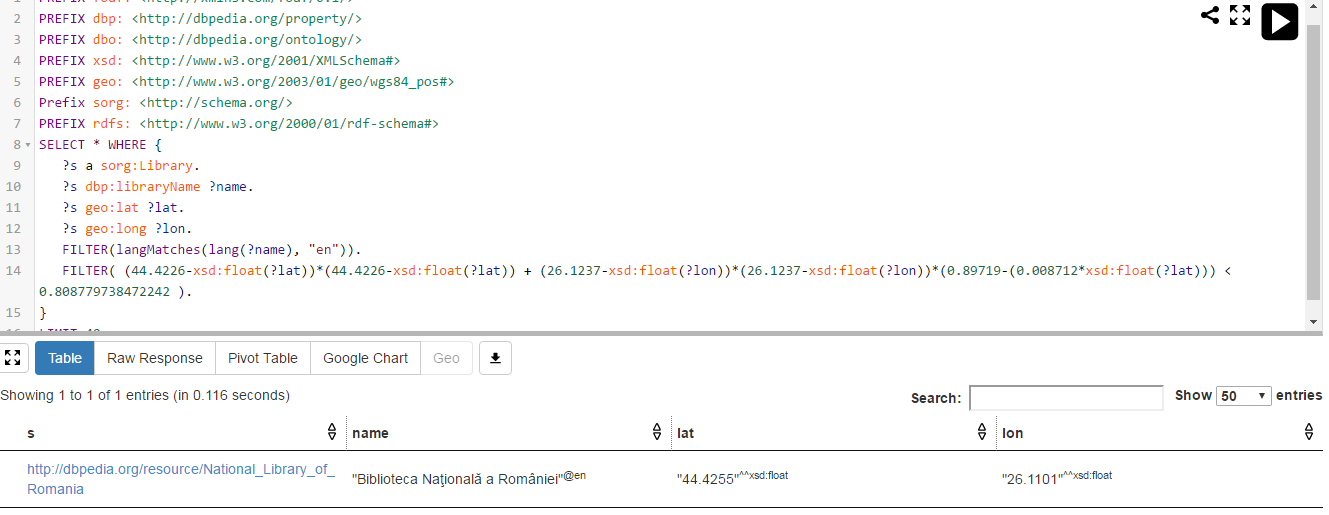 2 PREFIX dbp: <http://dbpedia.org/property/>
3 PREFIX dbo: <http://dbpedia.org/ontology/>
4 PREFIX xsd: <http://www.w3.org/2001/XMLSchema#>
5 PREFIX geo: <http://www.w3.org/2003/01/geo/wgs84_pos#>
6 Prefix sorg: <http://schema.org/>
7 PREFIX rdfs: <http://www.w3.org/2000/01/rdf-schema#>
8 SELECT * WHERE {
9 ?s a sorg:Library.
10 ?s dbp:libraryName ?name.
11 ?s geo:lat ?lat.
12 ?s geo:long ?lon.
13 FILTER(langMatches(lang(?name), "en")).
14 FILTER( (44.4226-xsd:float(?lat))*(44.4226-xsd:float(?lat)) + (26.1237-xsd:float(?lon))*(26.1237-xsd:float(?lon))*(0.89719-(0.008712*xsd:float(?lat))) <
0.808779738472242 ).
15 }
Table Raw Response Pivot Table Google Chart Geo
Showing 1 to 1 of 1 entries (in 0.116 seconds)
Search: Show 50 entries
s name lat lon
http://dbpedia.org/resource/National_Library_of_
Romania
"Biblioteca Naţională a României"@en "44.4255"^^xsd:float "26.1101"^^xsd:float